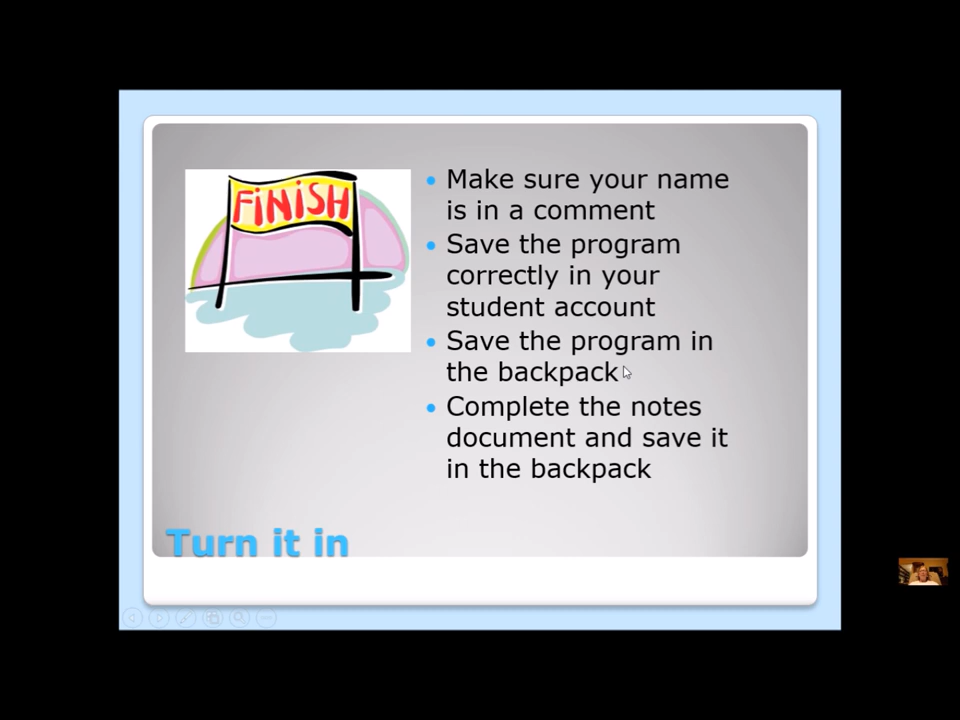 FiNiSH
Make sure your name
is in a comment
Save the program
correctly in your
student account
Save the program in
the backpack
Complete the notes
document and save it
in the backpack
Turn it in